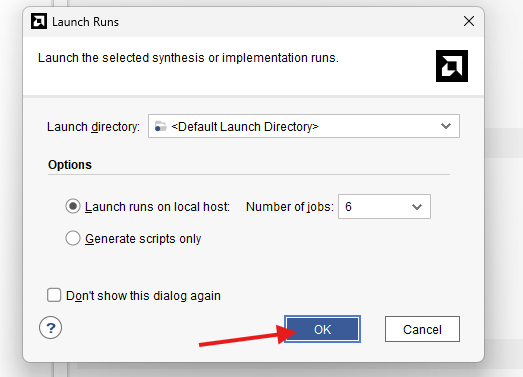 Launch Runs
Launch the selected synthesis or implementation runs.
Launch directory: <Default Launch Directory>
Options
Launch runs on local host: Number of jobs: 6
Generate scripts only
Don't show this dialog again
? OK Cancel